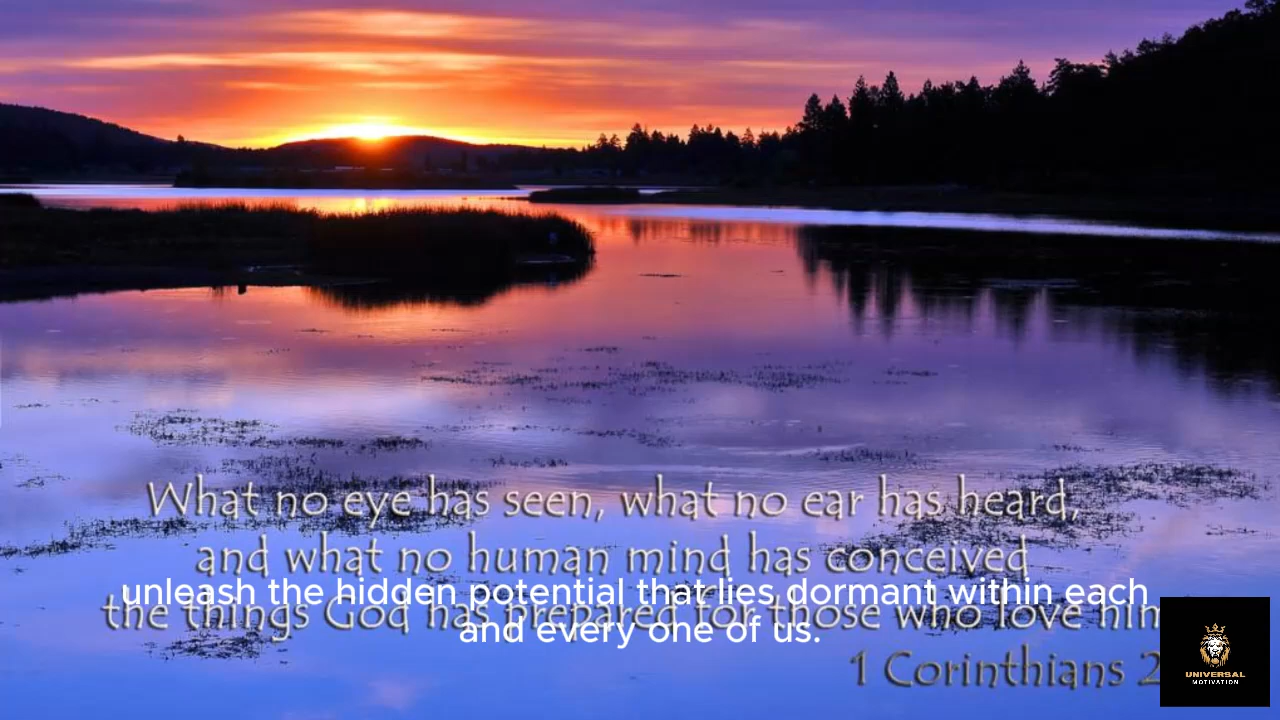 What no eye has seen, what no ear has heard,
and what no human mind has conceived
unleash the hidden potential that lies dormant within each
the things God has prepared for those who love him
and every one of us.
1 Corinthians 2
UNIVERSAL
MOTIVATION